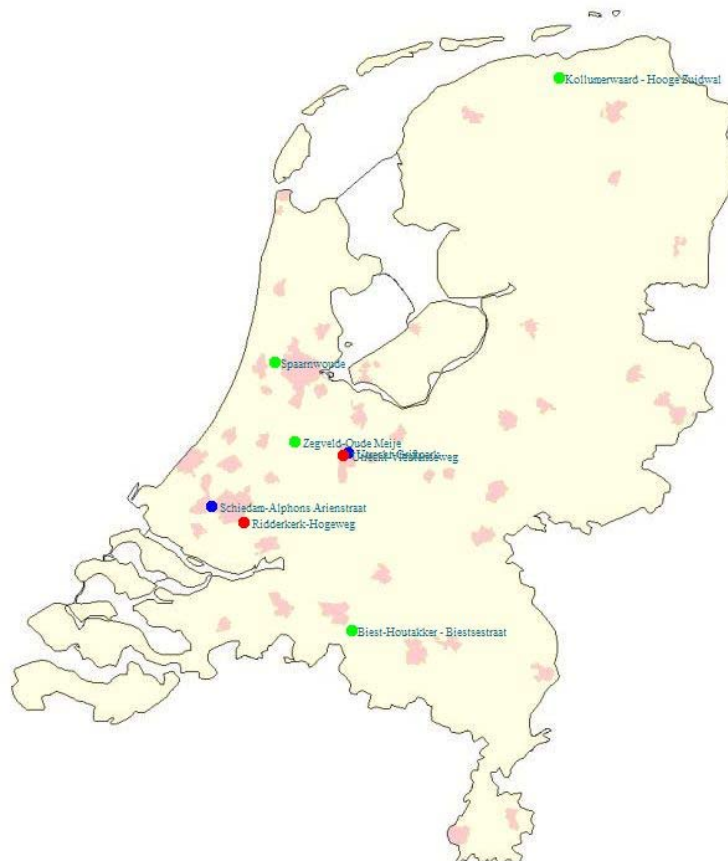 Kollumerwaard - Hooge Zuidwal
Spaarnwoude
Zegveld-Oude Meije
Schiedam-Alphons Arienstraat
Ridderkerk-Hogeweg
Biest-Houtakker - Biestsestraat